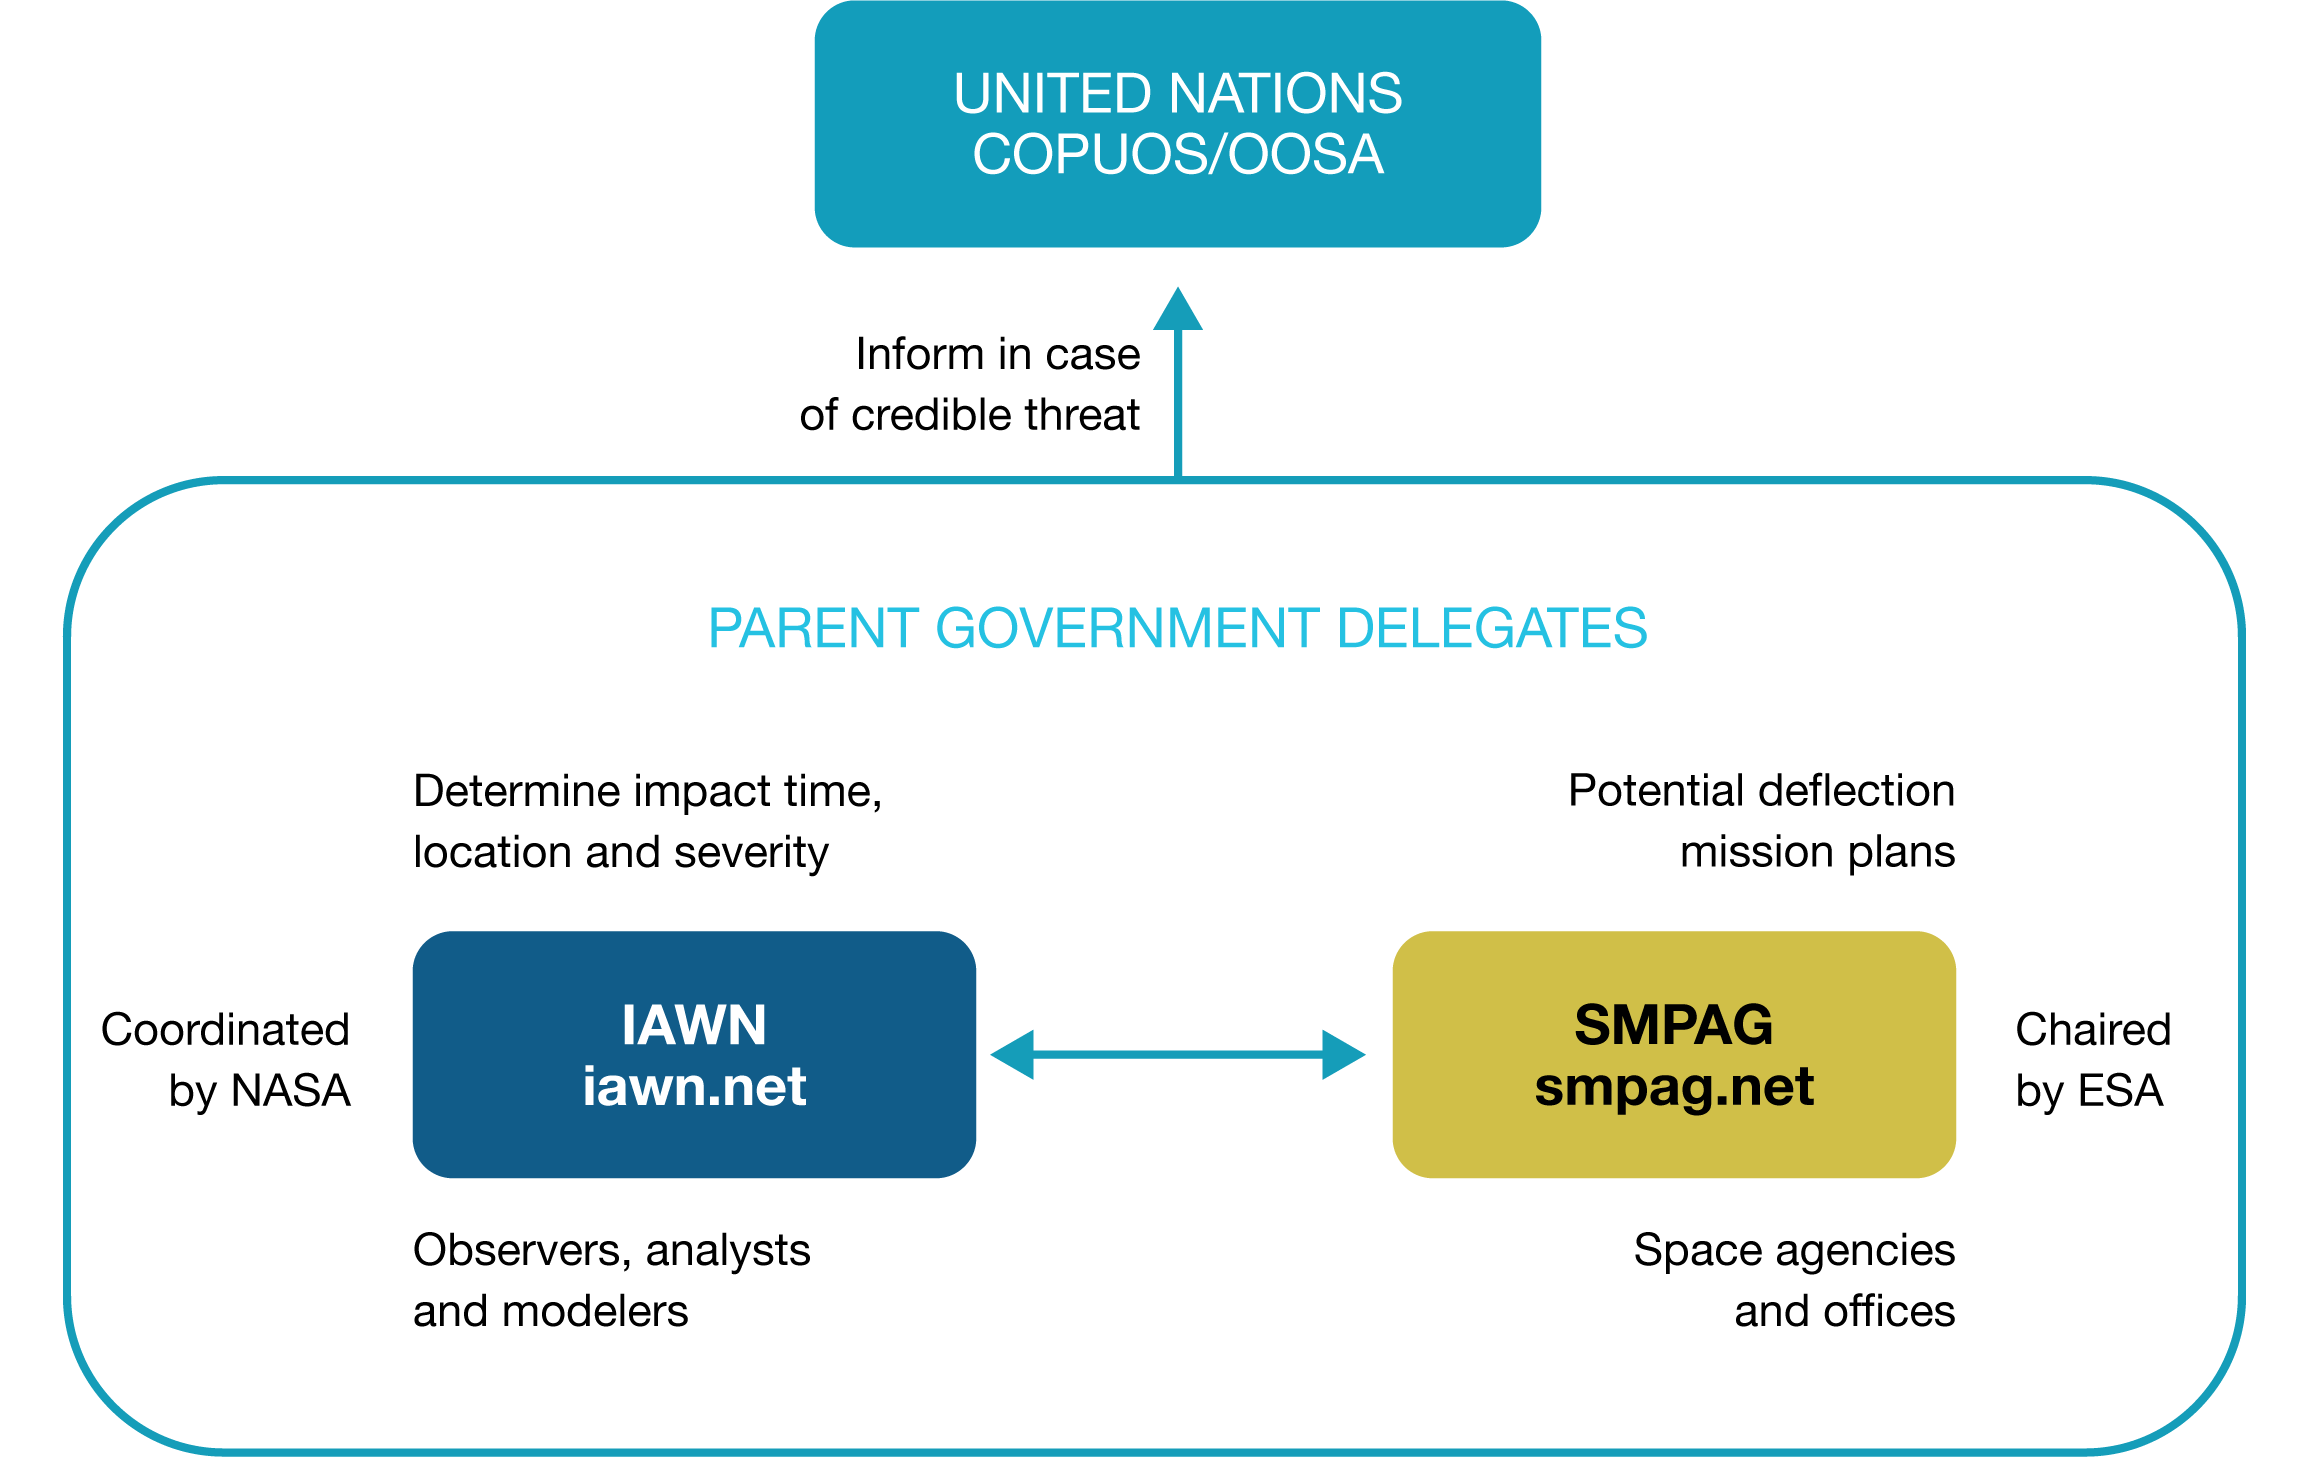 UNITED NATIONS
COPUOS/OOSA
Inform in case
of credible threat
PARENT GOVERNMENT DELEGATES
Determine impact time,
location and severity
Potential deflection
mission plans
Coordinated
by NASA
IAWN
iawn.net
SMPAG
smpag.net
Chaired
by ESA
Observers, analysts
and modelers
Space agencies
and offices